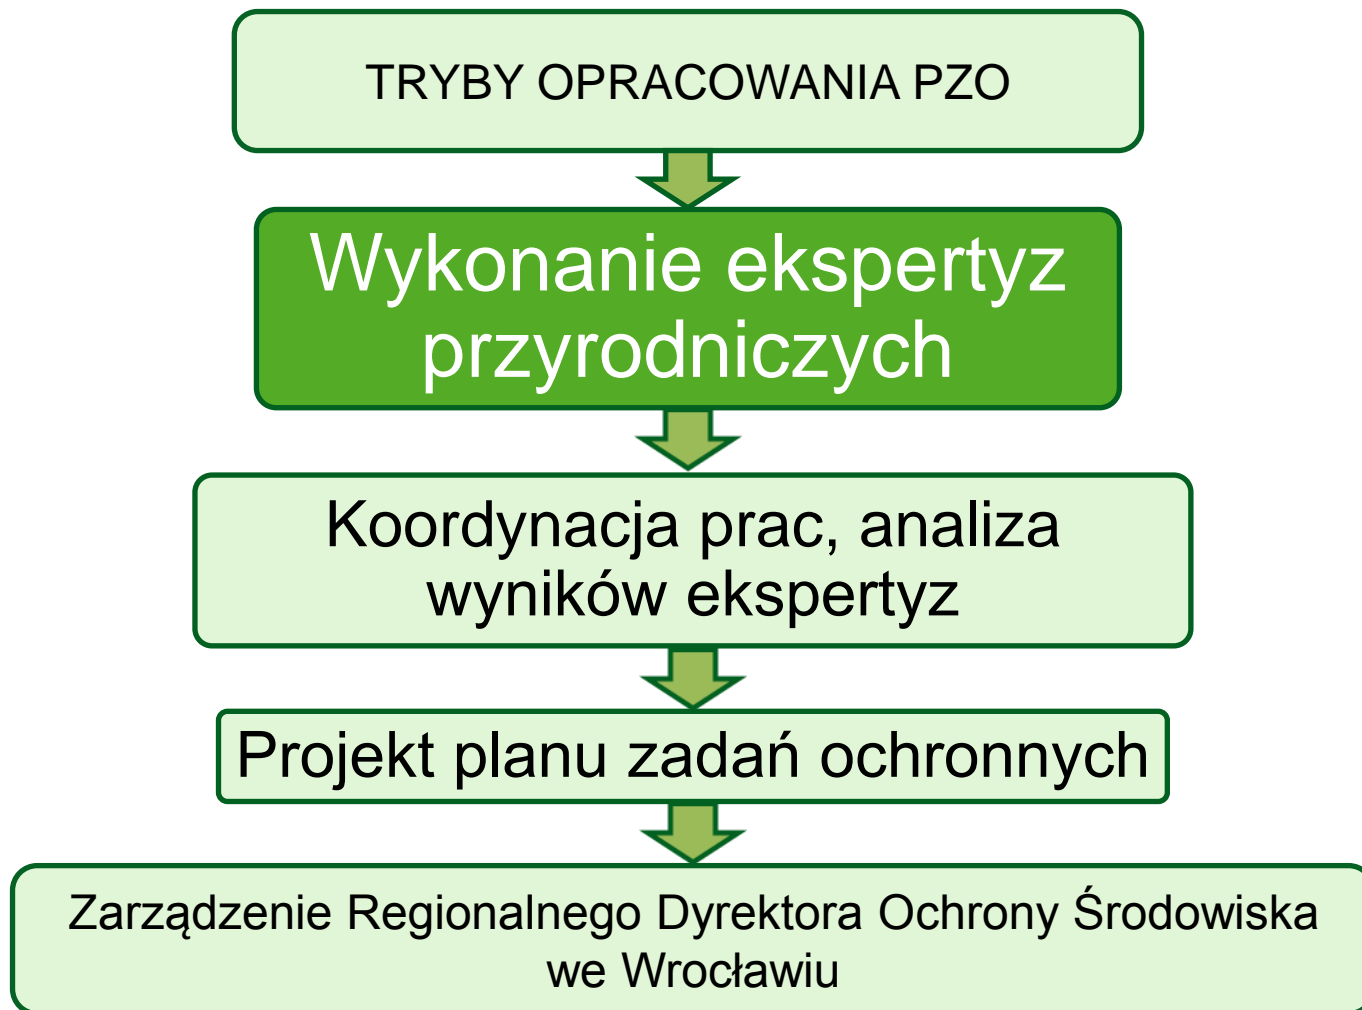 TRYBY OPRACOWANIA PZO
Wykonanie ekspertyz
przyrodniczych
Koordynacja prac, analiza
wyników ekspertyz
Projekt planu zadań ochronnych
Zarządzenie Regionalnego Dyrektora Ochrony Środowiska
we Wrocławiu